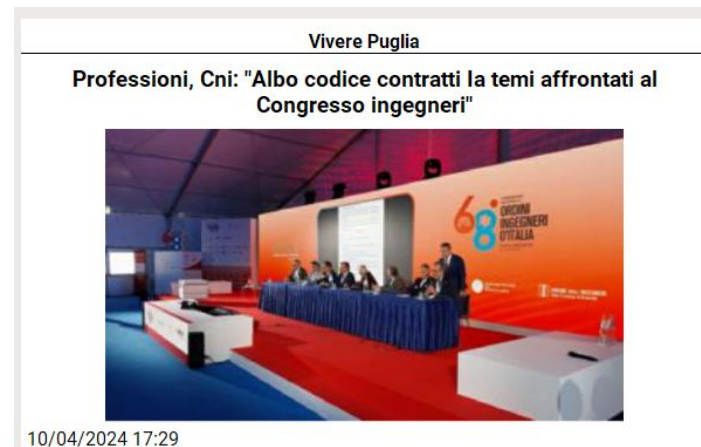 Vivere Puglia
Professioni, Cni: "Albo codice contratti Ia temi affrontati al
Congresso ingegneri"
68°
ORDINI
INGEGNERI
D'ITALIA
10/04/2024 17:29